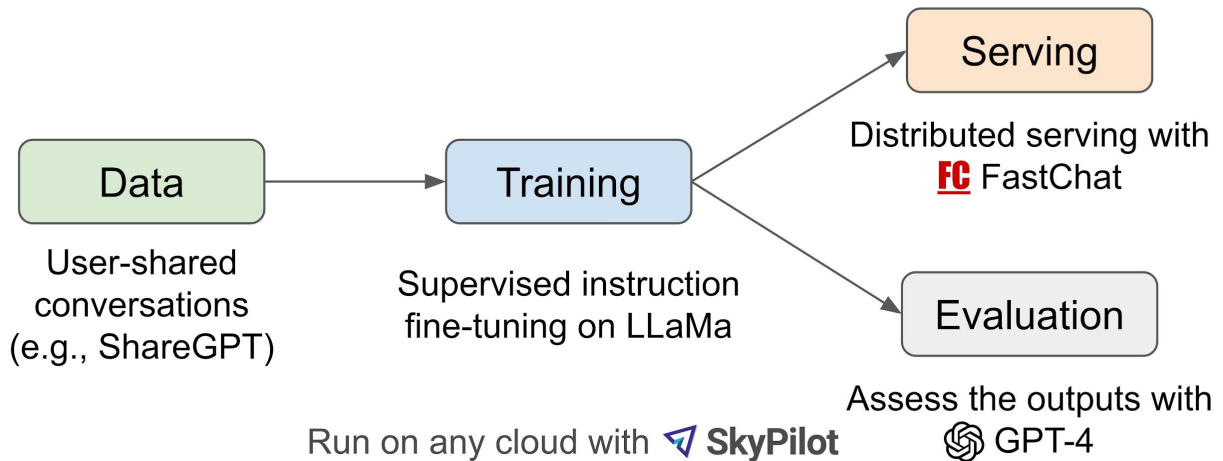 Data
User-shared
conversations
(e.g., ShareGPT)
Training
Supervised instruction
fine-tuning on LLaMa
Serving
Distributed serving with
FC FastChat
Evaluation
Assess the outputs with
GPT-4
Run on any cloud with SkyPilot